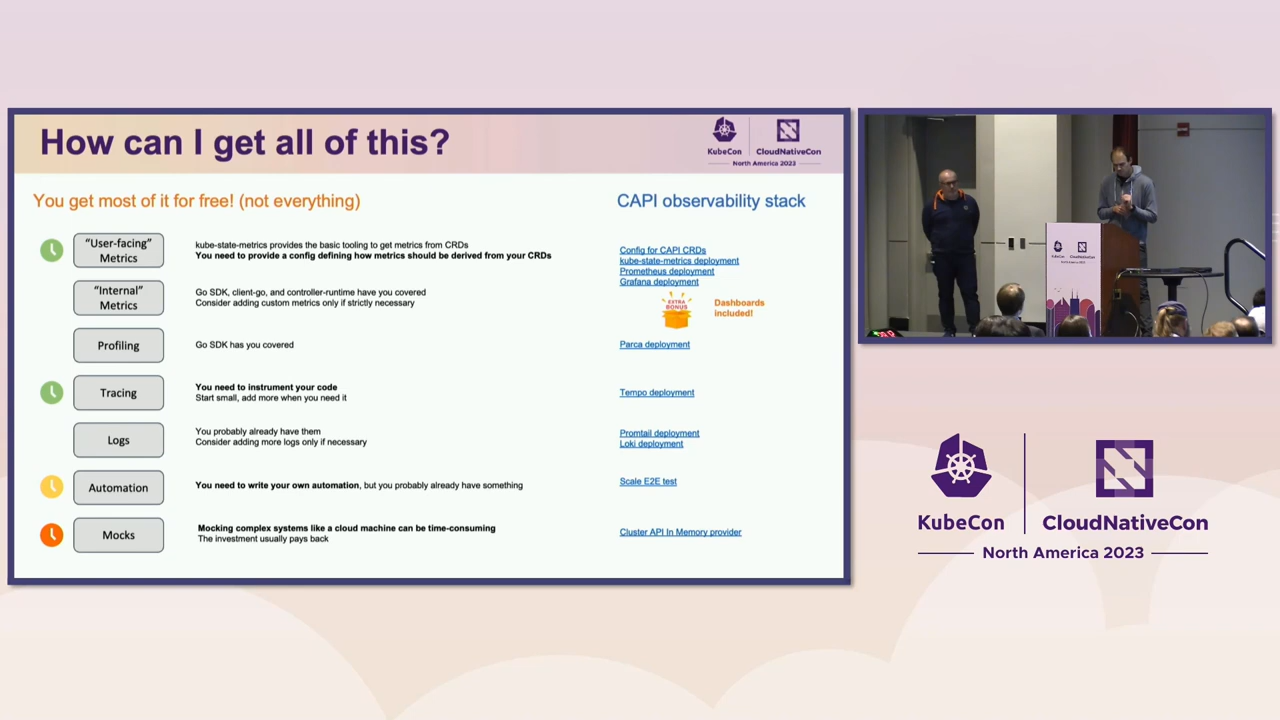 How can I get all of this?
KubeCon
CloudNativeCon
North America 2023
You get most of it for free! (not everything)
CAPI observability stack
“User-facing”
Metrics
kube-state-metrics provides the basic tooling to get metrics from CRDs
You need to provide a config defining how metrics should be derived from your CRDs
Config for CAPI CRDs
kube-state-metrics deployment
Prometheus deployment
Grafana deployment
“Internal”
Metrics
Go SDK, client-go, and controller-runtime have you covered
Consider adding custom metrics only if strictly necessary
EXTRA
BONUS
Dashboards
included!
Profiling
Go SDK has you covered
Parca deployment
Tracing
You need to instrument your code
Start small, add more when you need it
Tempo deployment
Logs
You probably already have them
Consider adding more logs only if necessary
Promtail deployment
Loki deployment
Automation
You need to write your own automation, but you probably already have something
Scale E2E test
Mocks
Mocking complex systems like a cloud machine can be time-consuming
The investment usually pays back
Cluster API In Memory provider
KubeCon
CloudNativeCon
North America 2023